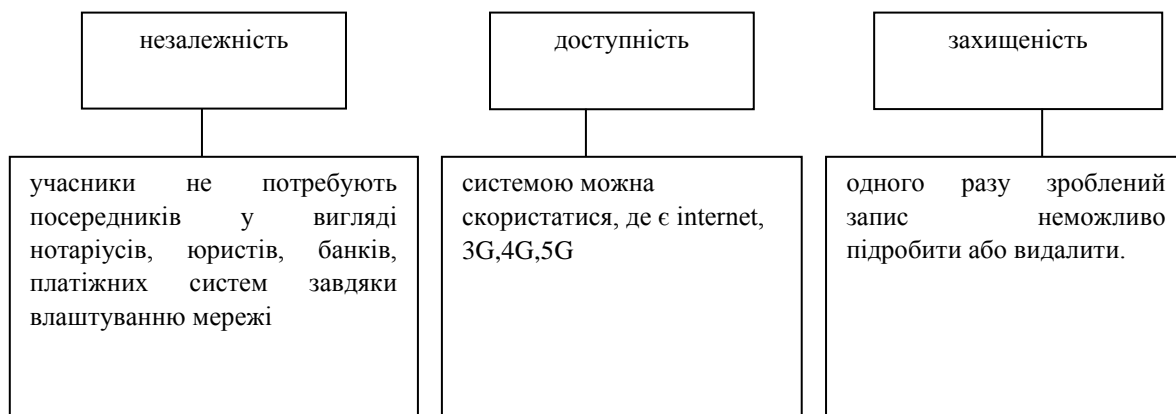 незалежність
учасники не потребують
посередників у вигляді
нотаріусів, юристів, банків,
платіжних систем завдяки
влаштуванню мережі
доступність
системою можна
скористатися, де є internet,
3G,4G,5G
захищеність
одного разу зроблений
запис неможливо
підробити або видалити.